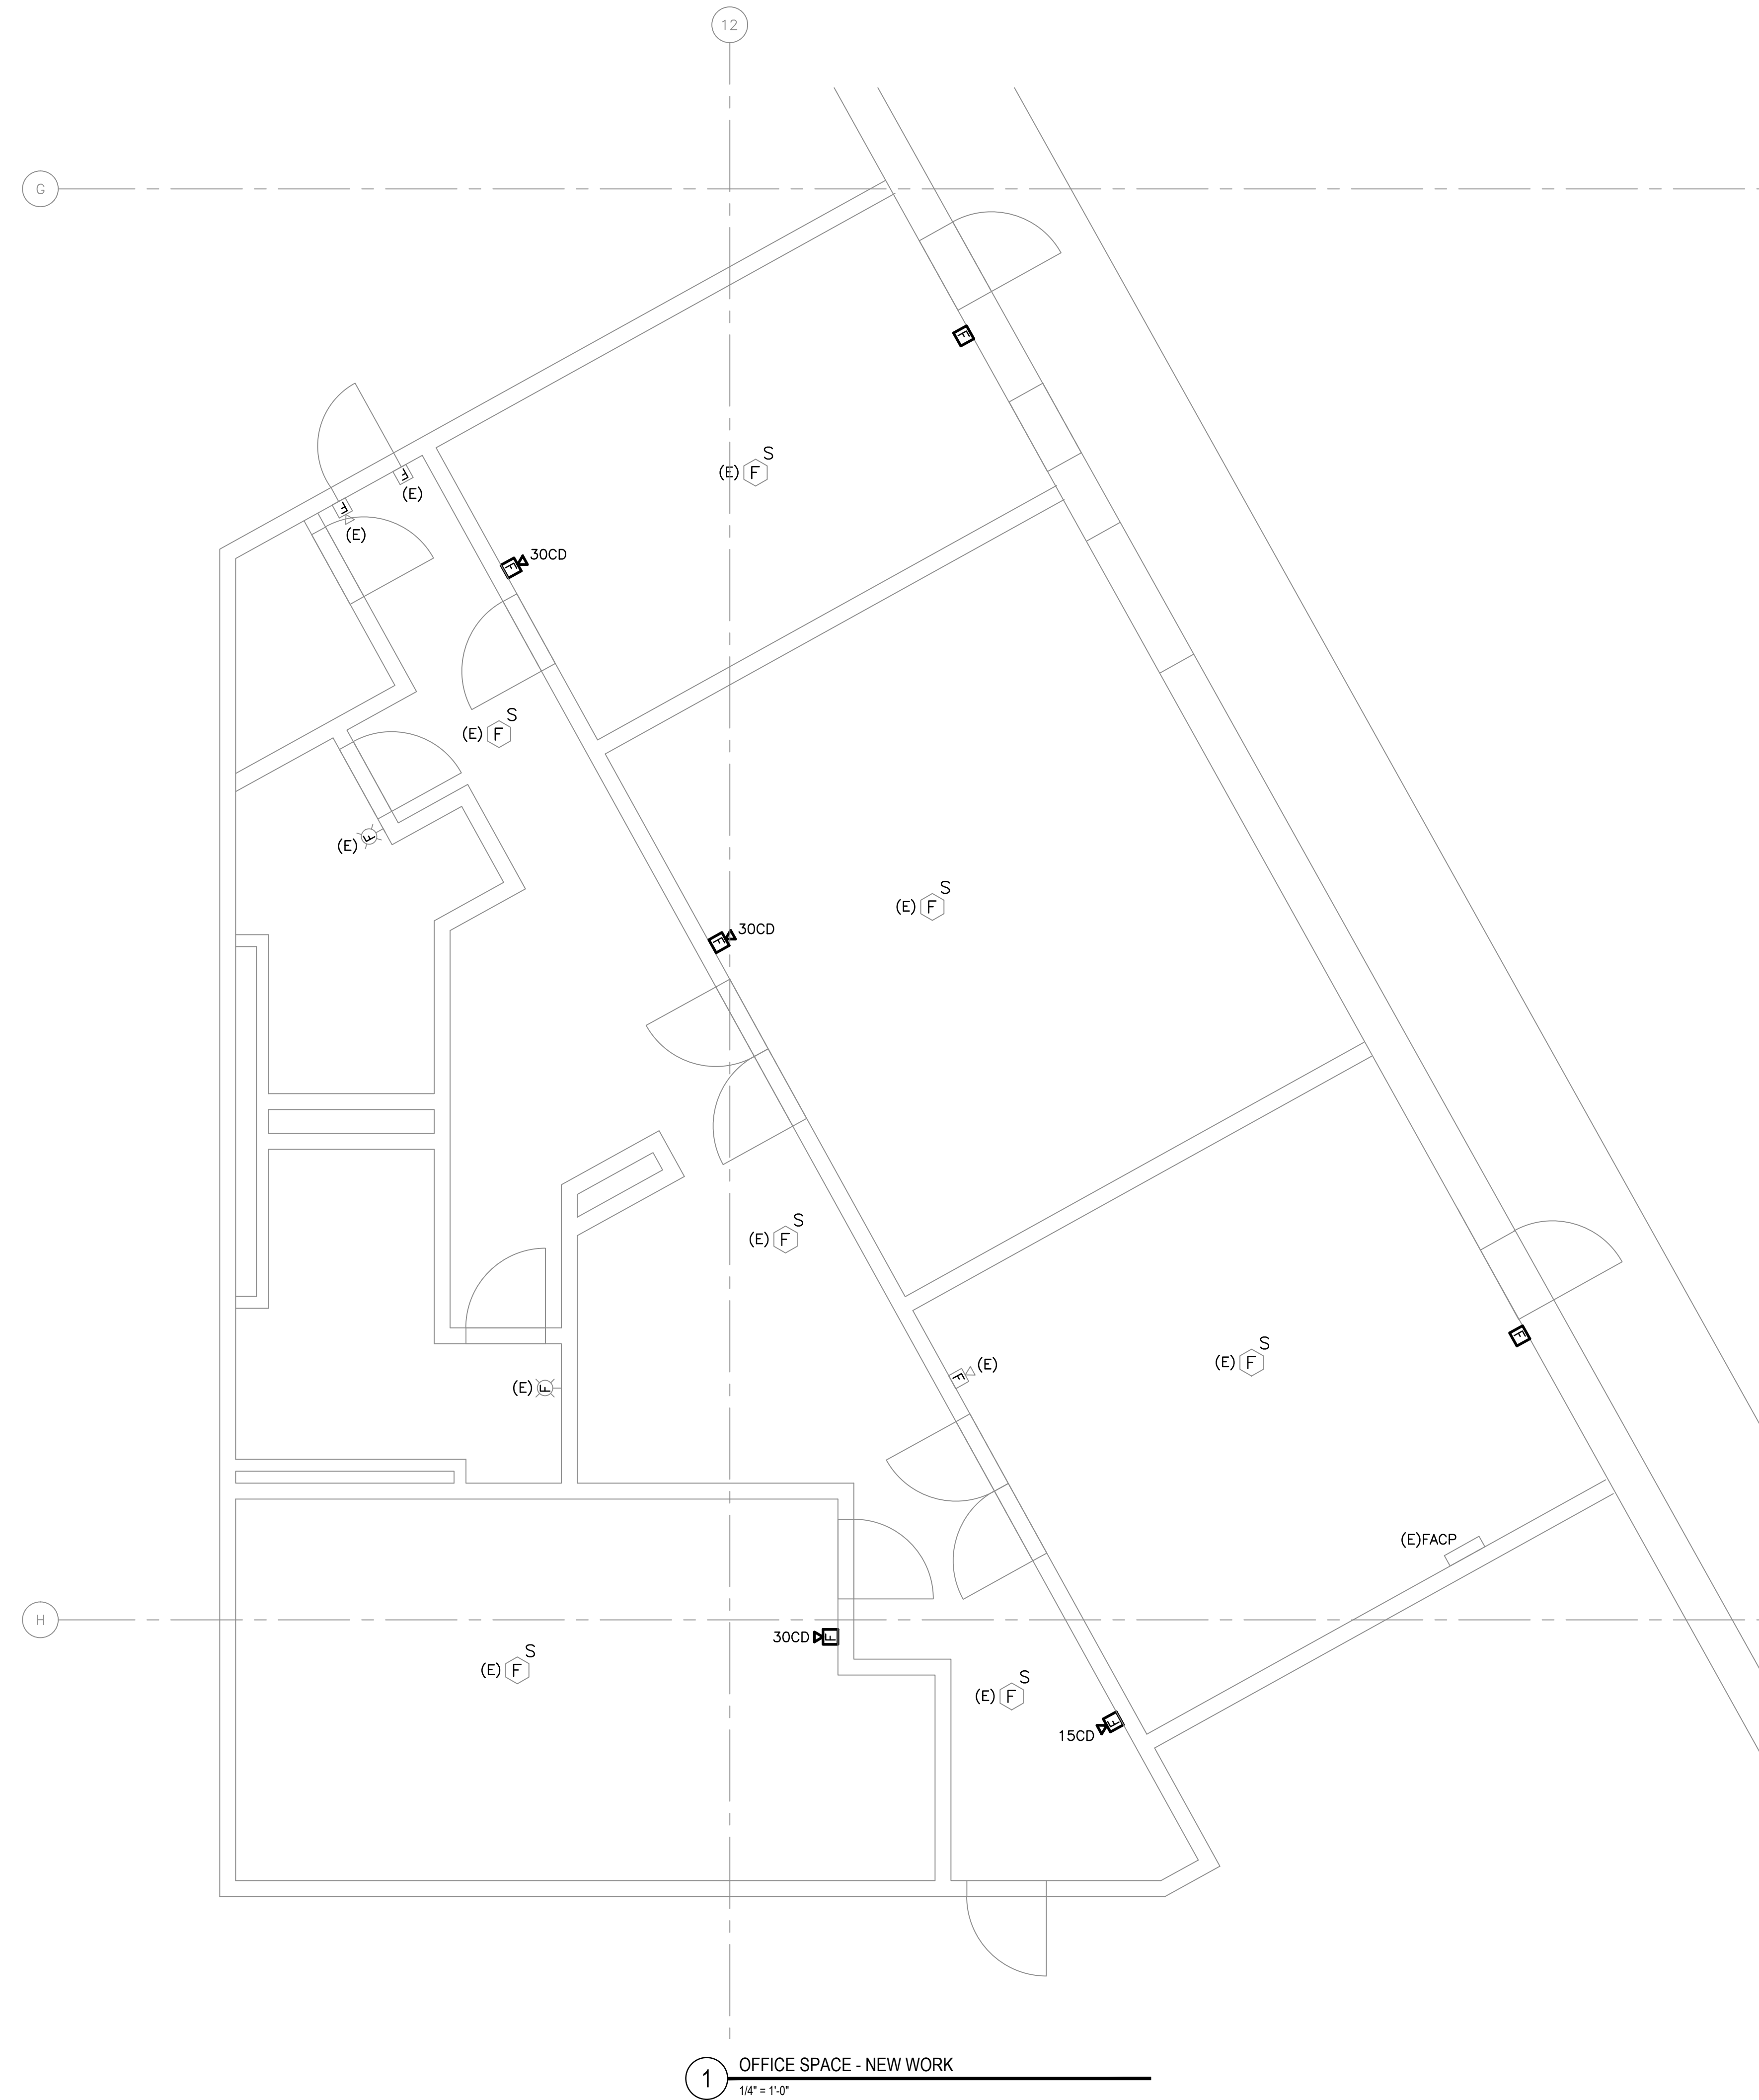 12
G
S
(E) F
F
F
(E)
F
(E)
F 30CD
S
(E) F
(E) F
S
(E) F
F 30CD
S
(E) F
F
S
(E) F
F (E)
(E) F
(E)FACP
H
30CD F
S
(E) F
S
(E) F
F
15CD
1 OFFICE SPACE - NEW WORK
1/4" = 1'-0"